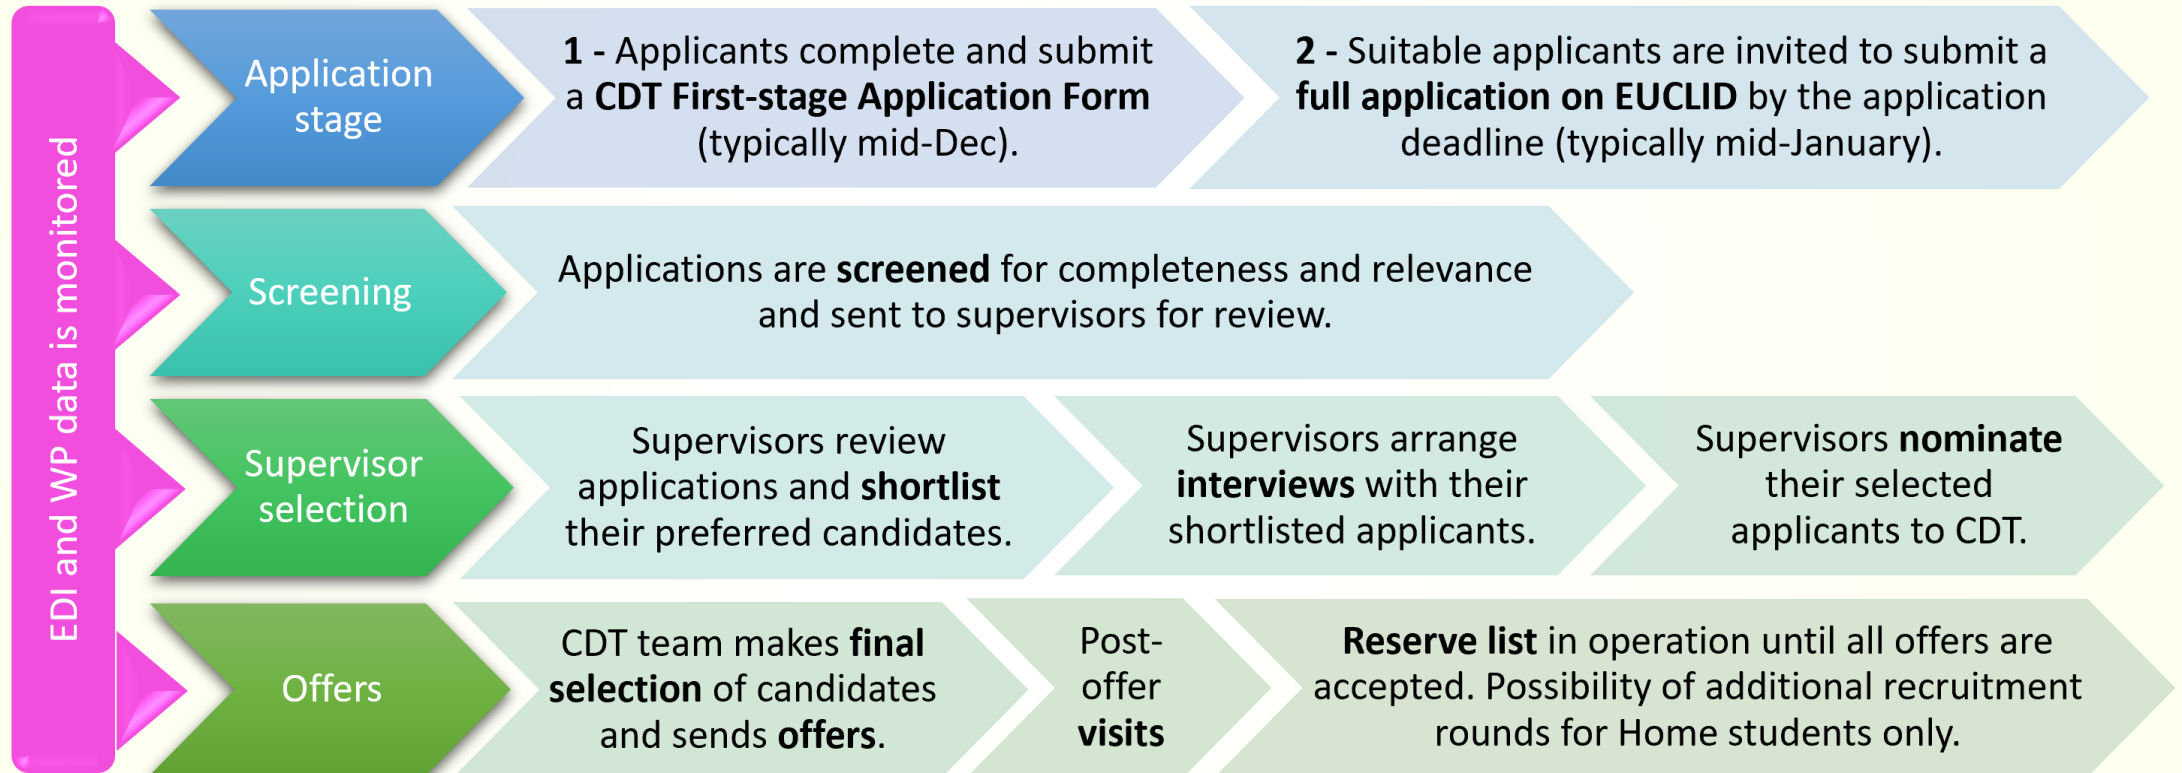 EDI and WP data is monitored
Application
stage
1 - Applicants complete and submit
a CDT First-stage Application Form
(typically mid-Dec).
2 - Suitable applicants are invited to submit a
full application on EUCLID by the application
deadline (typically mid-January).
Screening
Applications are screened for completeness and relevance
and sent to supervisors for review.
Supervisor
selection
Supervisors review
applications and shortlist
their preferred candidates.
Supervisors arrange
interviews with their
shortlisted applicants.
Supervisors nominate
their selected
applicants to CDT.
Offers
CDT team makes final
selection of candidates
and sends offers.
Post-
offer
visits
Reserve list in operation until all offers are
accepted. Possibility of additional recruitment
rounds for Home students only.